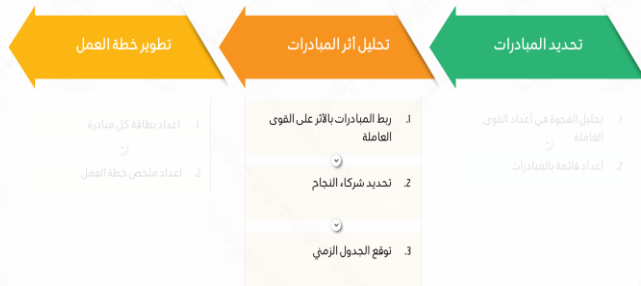 تحديد المبادرات
تحليل أثر المبادرات
تطوير خطة العمل
1. تحليل الفجوة في أعداد القوى
العاملة
2. اعداد قائمة بالمبادرات
1. ربط المبادرات بالأثر على القوى
العاملة
2. تحديد شركاء النجاح
3. توقع الجدول الزمني
1. اعداد بطاقة كل مبادرة
2. اعداد ملخص خطة العمل